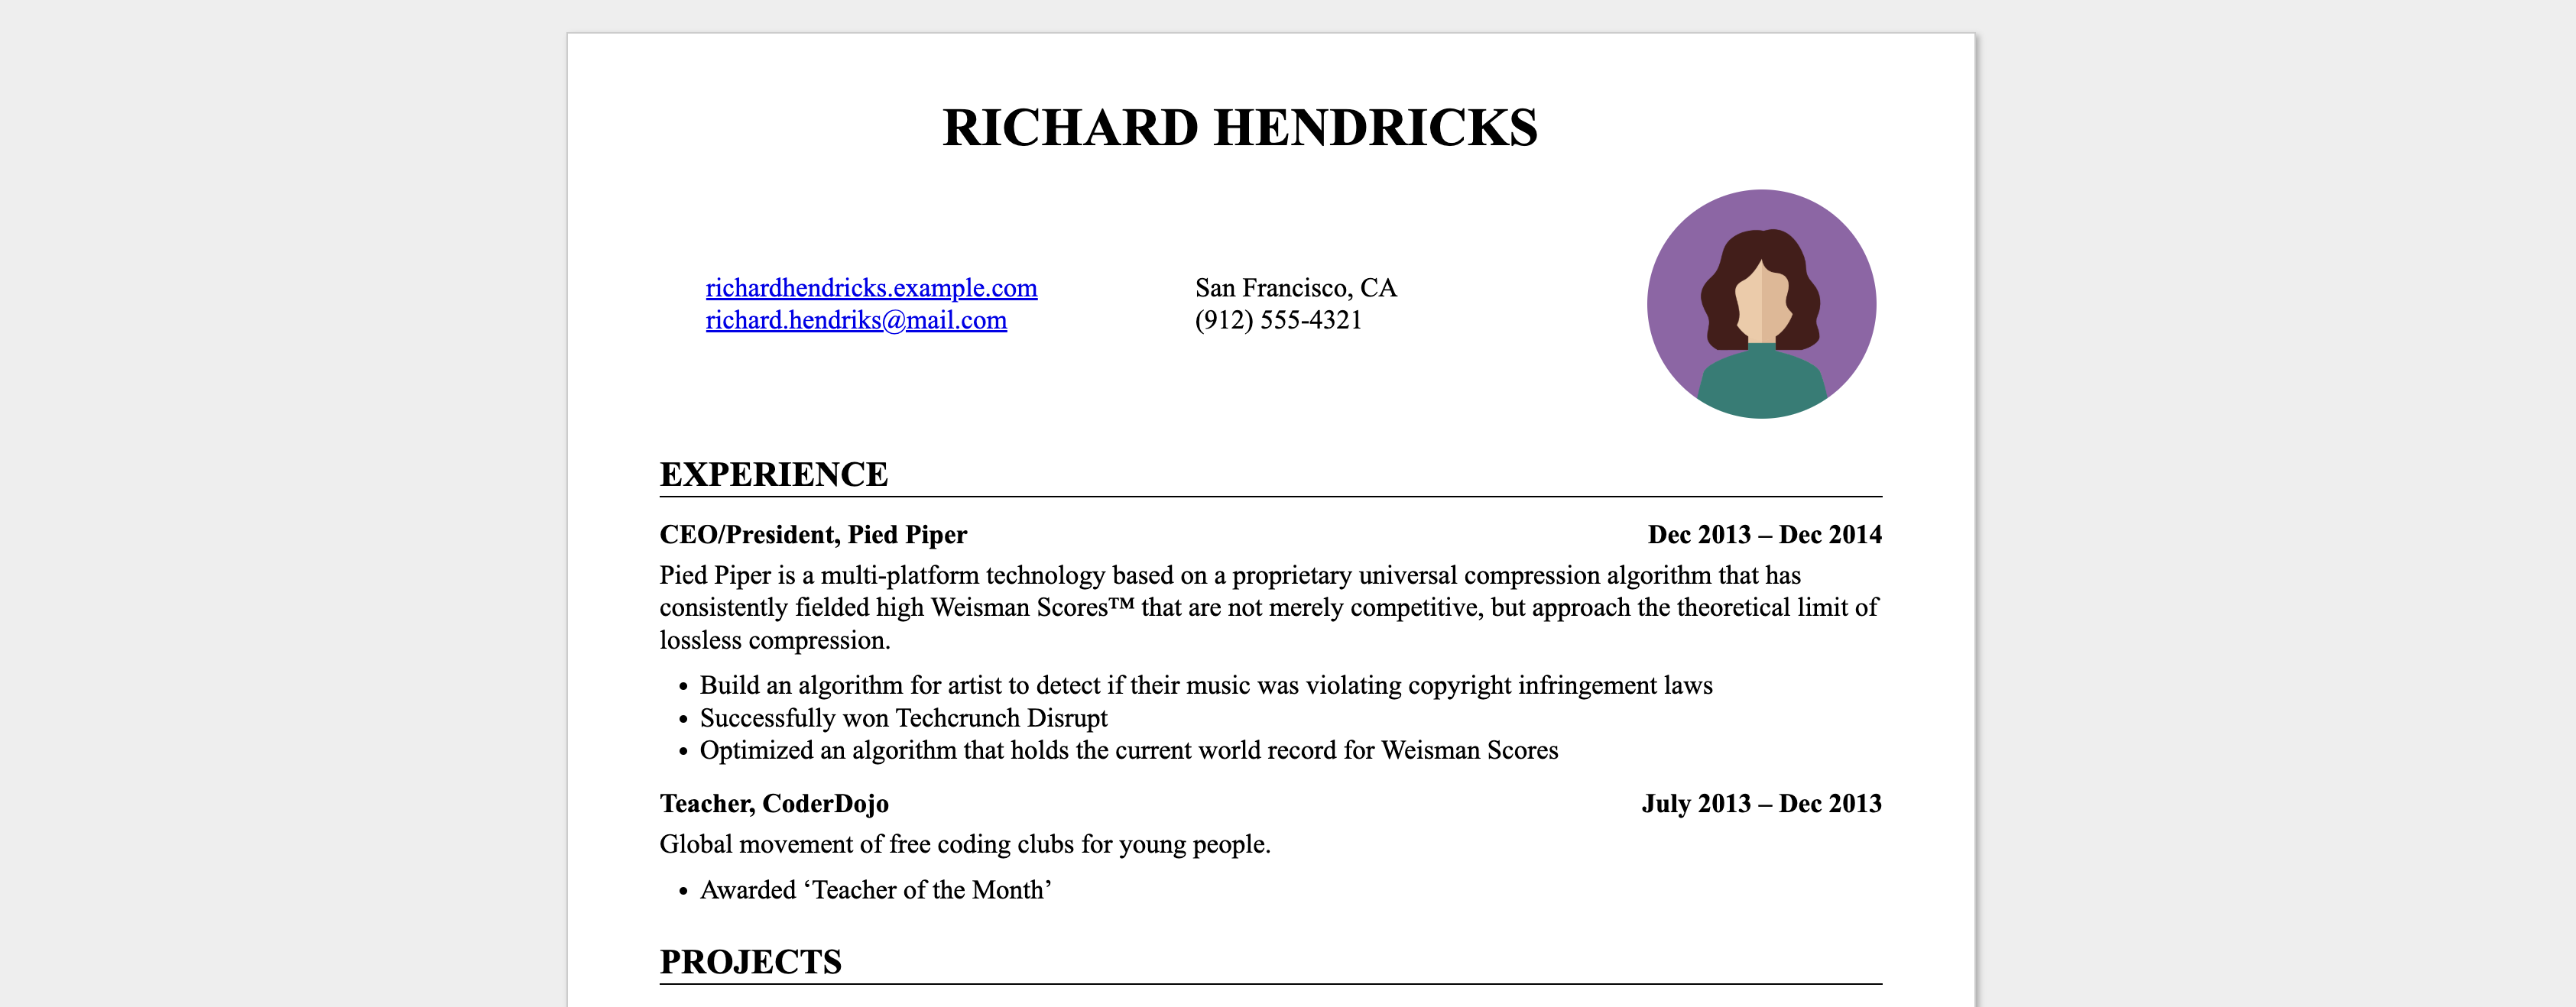 RICHARD HENDRICKS
richardhendricks.example.com
richard.hendriks@mail.com
San Francisco, CA
(912) 555-4321
EXPERIENCE
CEO/President, Pied Piper Dec 2013 – Dec 2014
Pied Piper is a multi-platform technology based on a proprietary universal compression algorithm that has
consistently fielded high Weisman Scores™ that are not merely competitive, but approach the theoretical limit of
lossless compression.
• Build an algorithm for artist to detect if their music was violating copyright infringement laws
• Successfully won Techcrunch Disrupt
• Optimized an algorithm that holds the current world record for Weisman Scores
Teacher, CoderDojo July 2013 – Dec 2013
Global movement of free coding clubs for young people.
• Awarded ‘Teacher of the Month’
PROJECTS